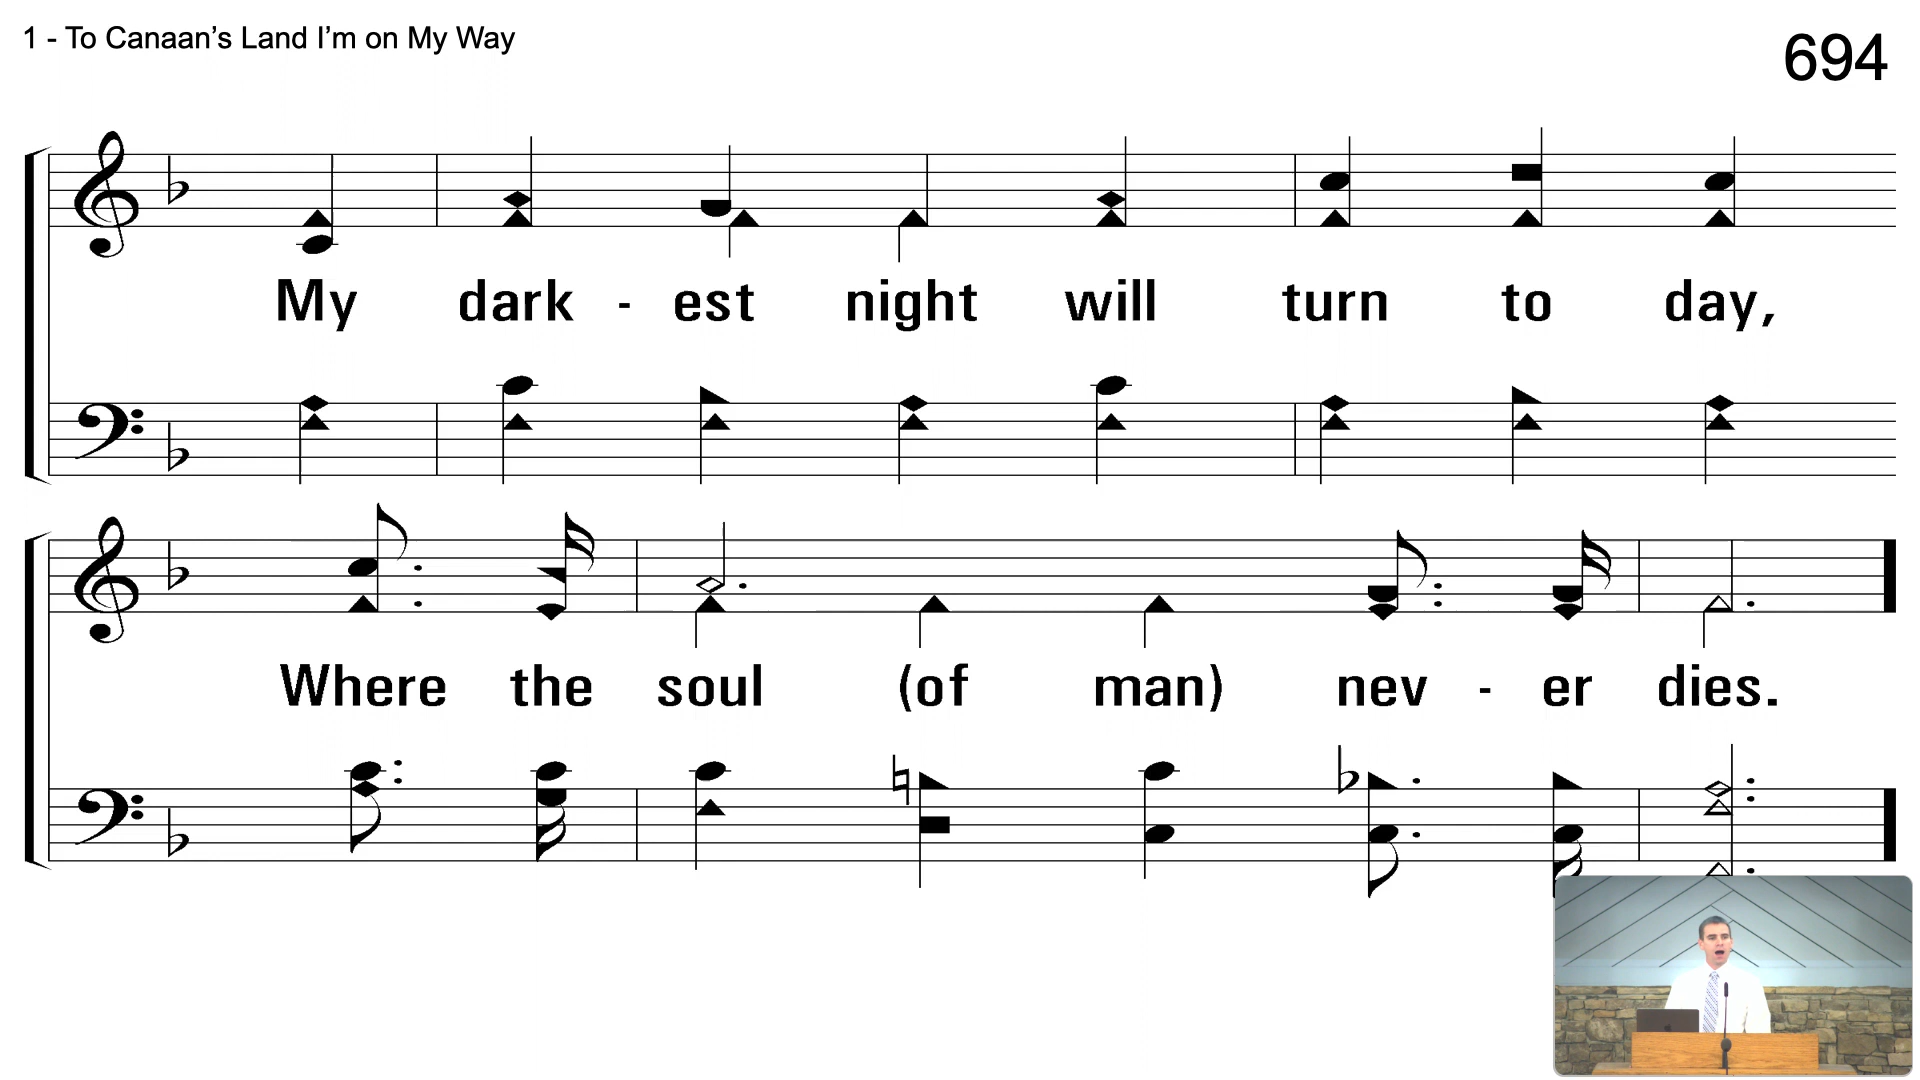 1 - To Canaan’s Land I’m on My Way
694
My dark - est night will turn to day,
Where the soul (of man) nev - er dies.